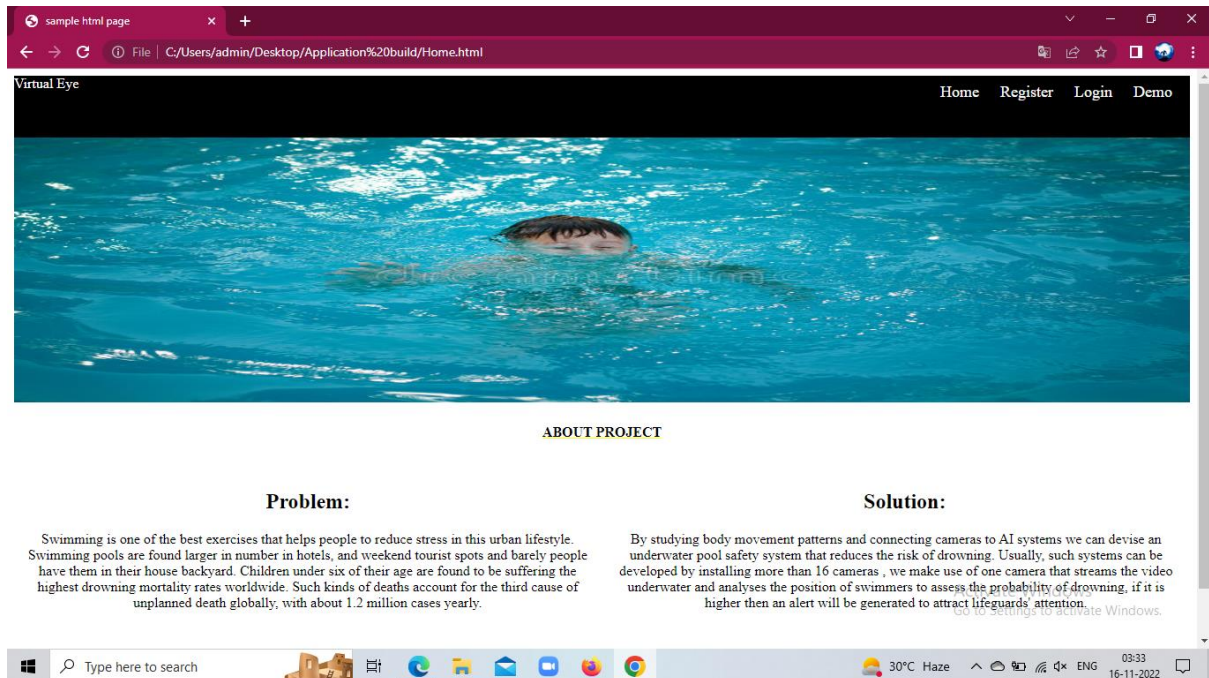 sample html page
File | C:/Users/admin/Desktop/Application%20build/Home.html
Virtual Eye
Home Register Login Demo
ABOUT PROJECT
Problem:
Swimming is one of the best exercises that helps people to reduce stress in this urban lifestyle.
Swimming pools are found larger in number in hotels, and weekend tourist spots and barely people
have them in their house backyard. Children under six of their age are found to be suffering the
highest drowning mortality rates worldwide. Such kinds of deaths account for the third cause of
unplanned death globally, with about 1.2 million cases yearly.
Solution:
By studying body movement patterns and connecting cameras to AI systems we can devise an
underwater pool safety system that reduces the risk of drowning. Usually, such systems can be
developed by installing more than 16 cameras , we make use of one camera that streams the video
underwater and analyses the position of swimmers to assess the probability of drowning, if it is
higher then an alert will be generated to attract lifeguards' attention.
Activate Windows
Go to Settings to activate Windows.
Type here to search
30°C Haze
ENG
03:33
16-11-2022